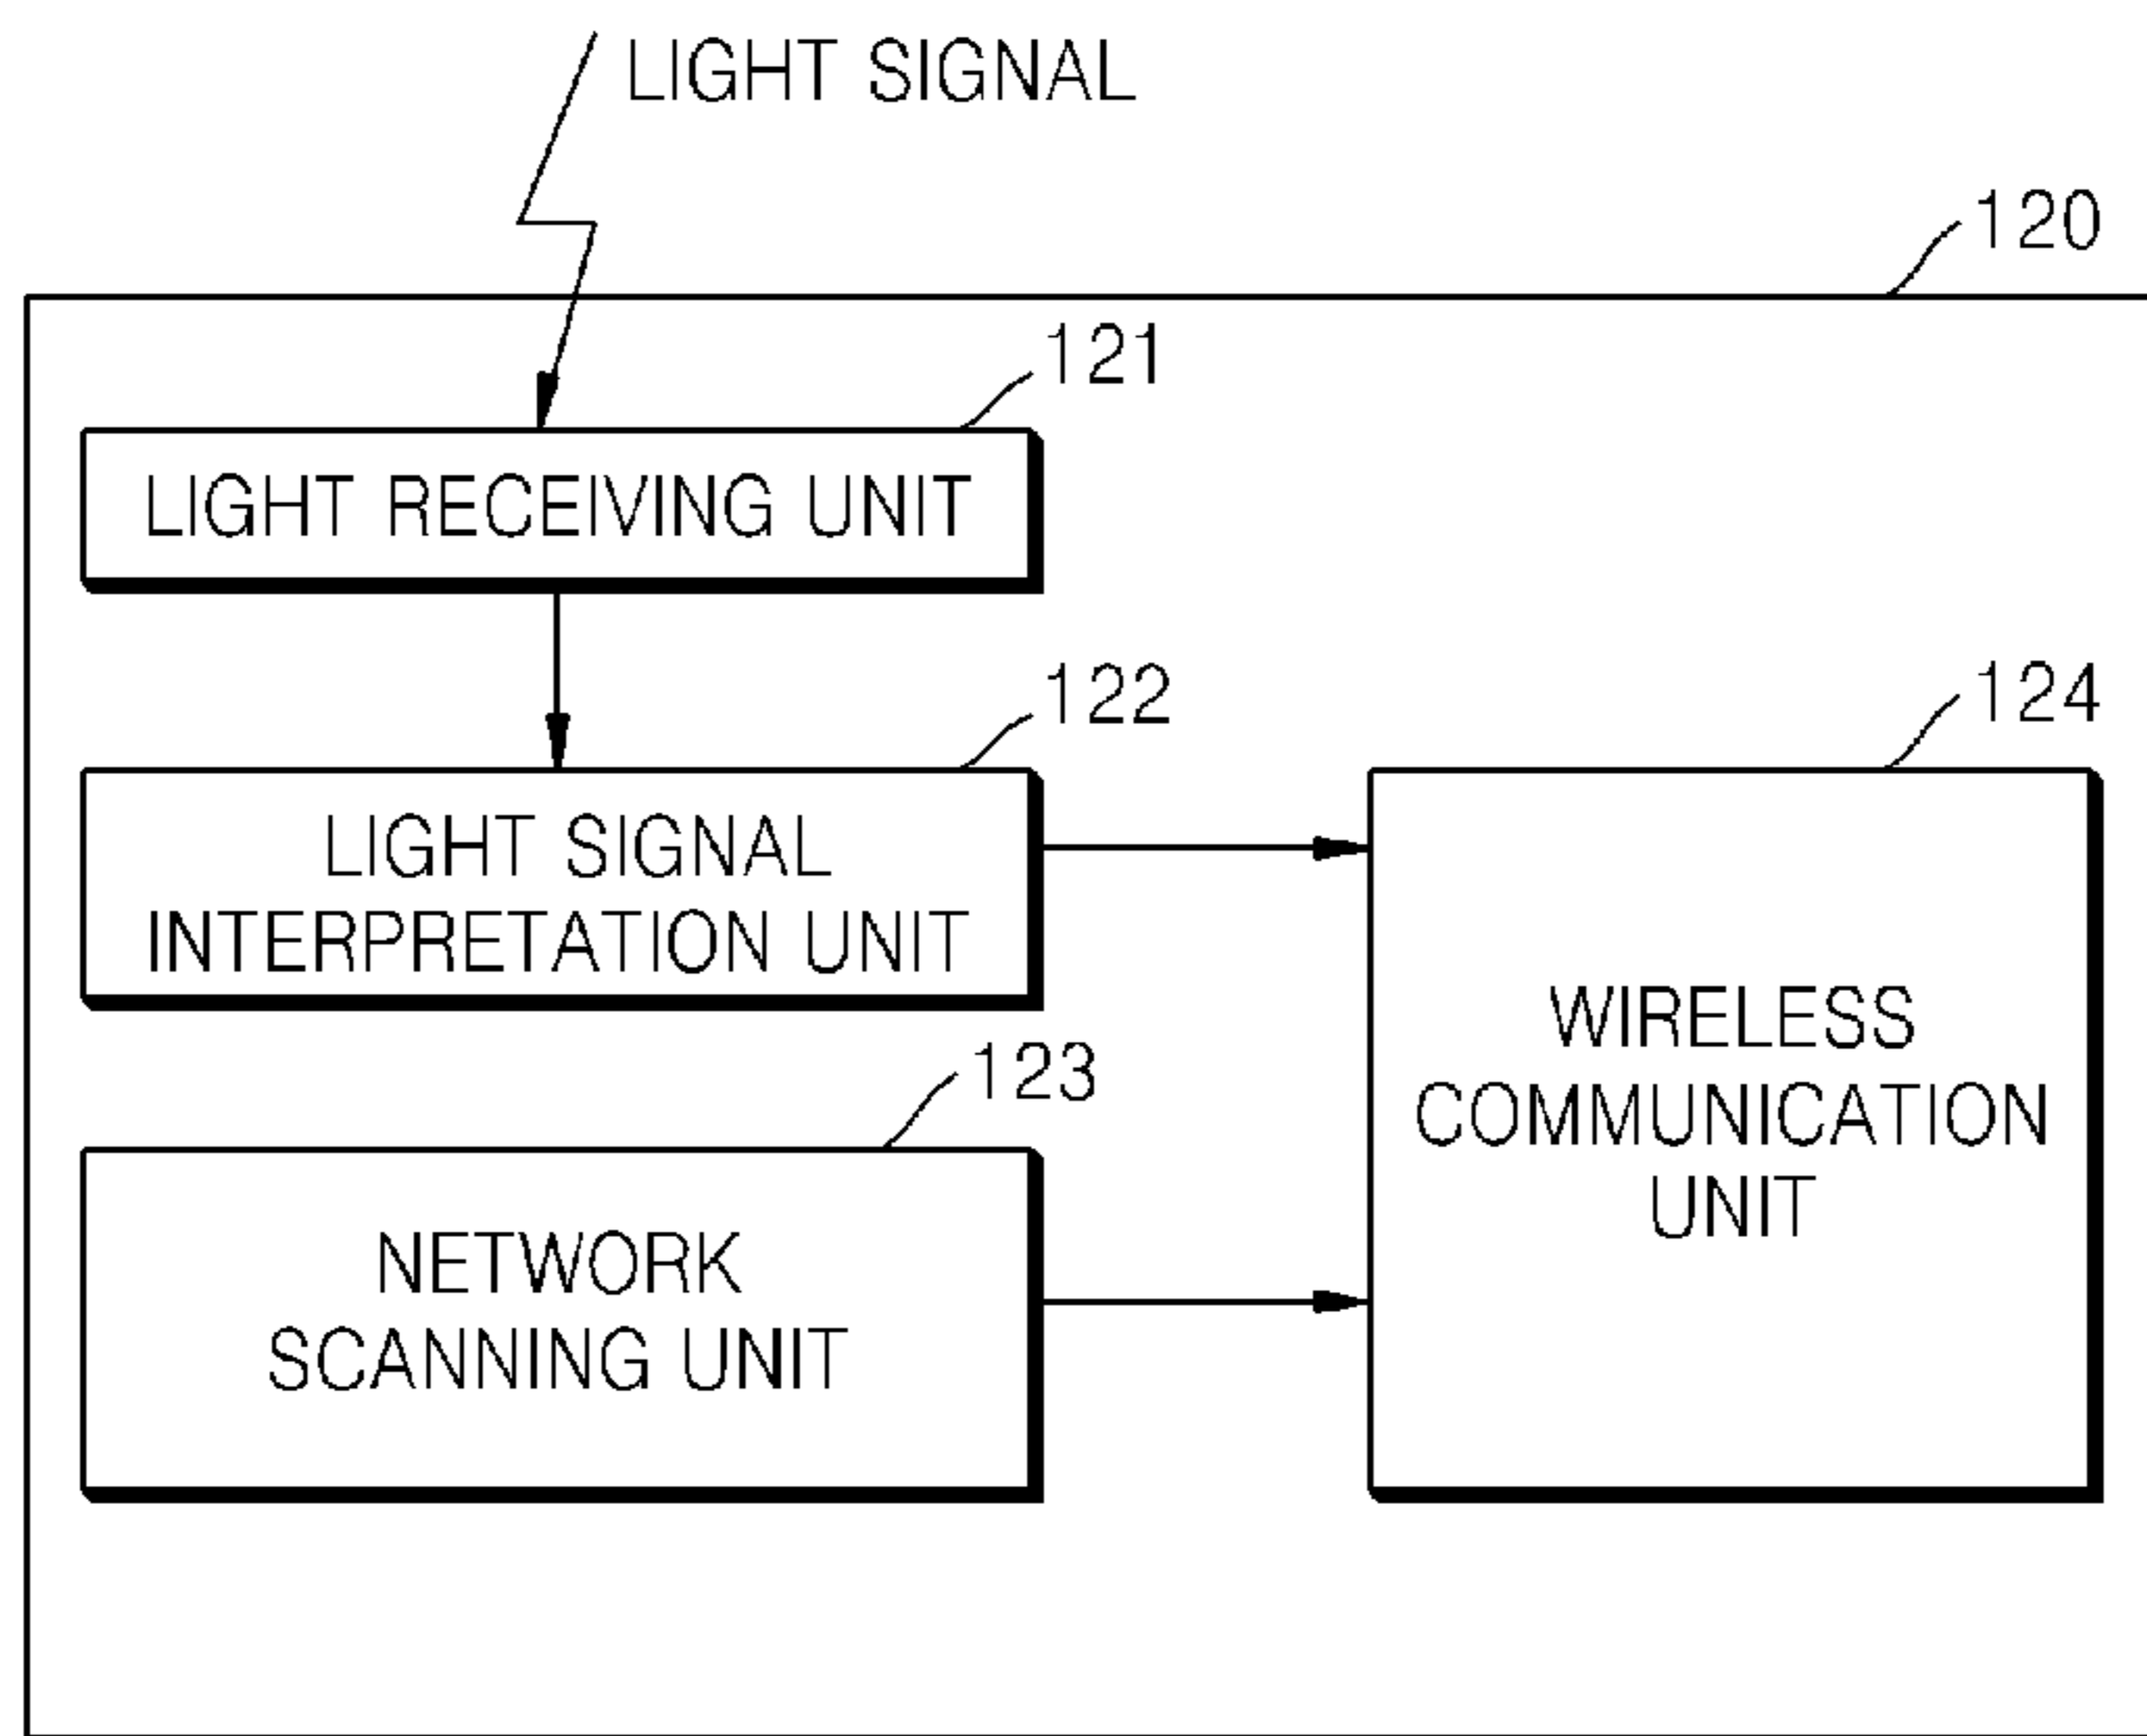 LIGHT SIGNAL
120
121
LIGHT RECEIVING UNIT
122
124
LIGHT SIGNAL
INTERPRETATION UNIT
WIRELESS
COMMUNICATION
UNIT
123
NETWORK
SCANNING UNIT